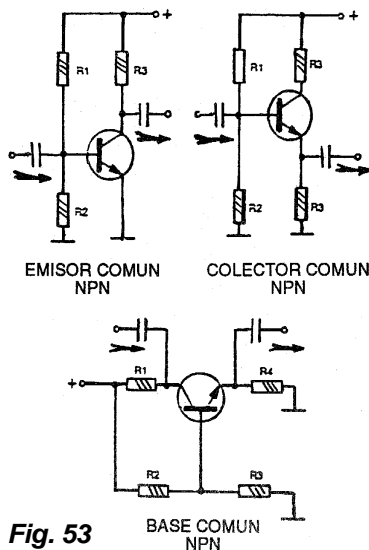 +
R1
R3
R2
EMISOR COMUN
NPN
+
R1
R3
R2
R3
COLECTOR COMUN
NPN
+
R1
R4
R2
R3
BASE COMUN
NPN
Fig. 53